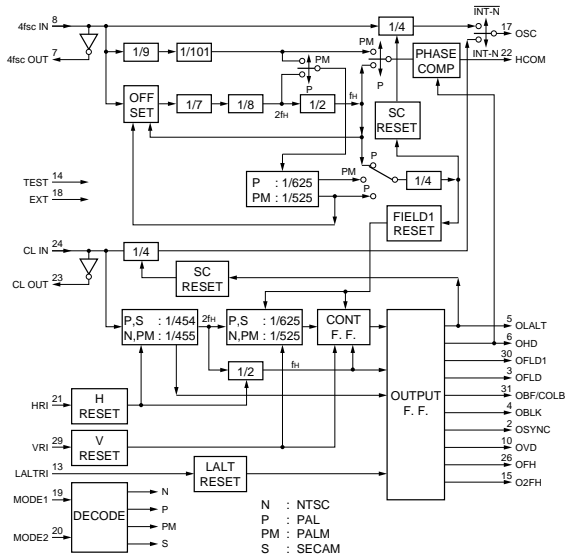 4fsc IN 8
4fsc OUT 7
1/9
1/101
PM
P
OFF SET
1/7
1/8
2fH
1/2
fH
1/4
INT-N
17 OSC
INT-N
PM
P
PHASE COMP
22 HCOM
SC RESET
TEST 14
EXT 18
P : 1/625
PM : 1/525
P
PM
P
1/4
FIELD1 RESET
CL IN 24
CL OUT 23
1/4
SC RESET
P,S : 1/454
N,PM : 1/455
2fH
P,S : 1/625
N,PM : 1/525
CONT F. F.
1/2
fH
OUTPUT F. F.
5 OLALT
6 OHD
30 OFLD1
3 OFLD
31 OBF/COLB
4 OBLK
2 OSYNC
10 OVD
26 OFH
15 O2FH
HRI 21
H RESET
VRI 29
V RESET
LALTRI 13
LALT RESET
MODE1 19
MODE2 20
DECODE
N
P
PM
S
N : NTSC
P : PAL
PM : PALM
S : SECAM